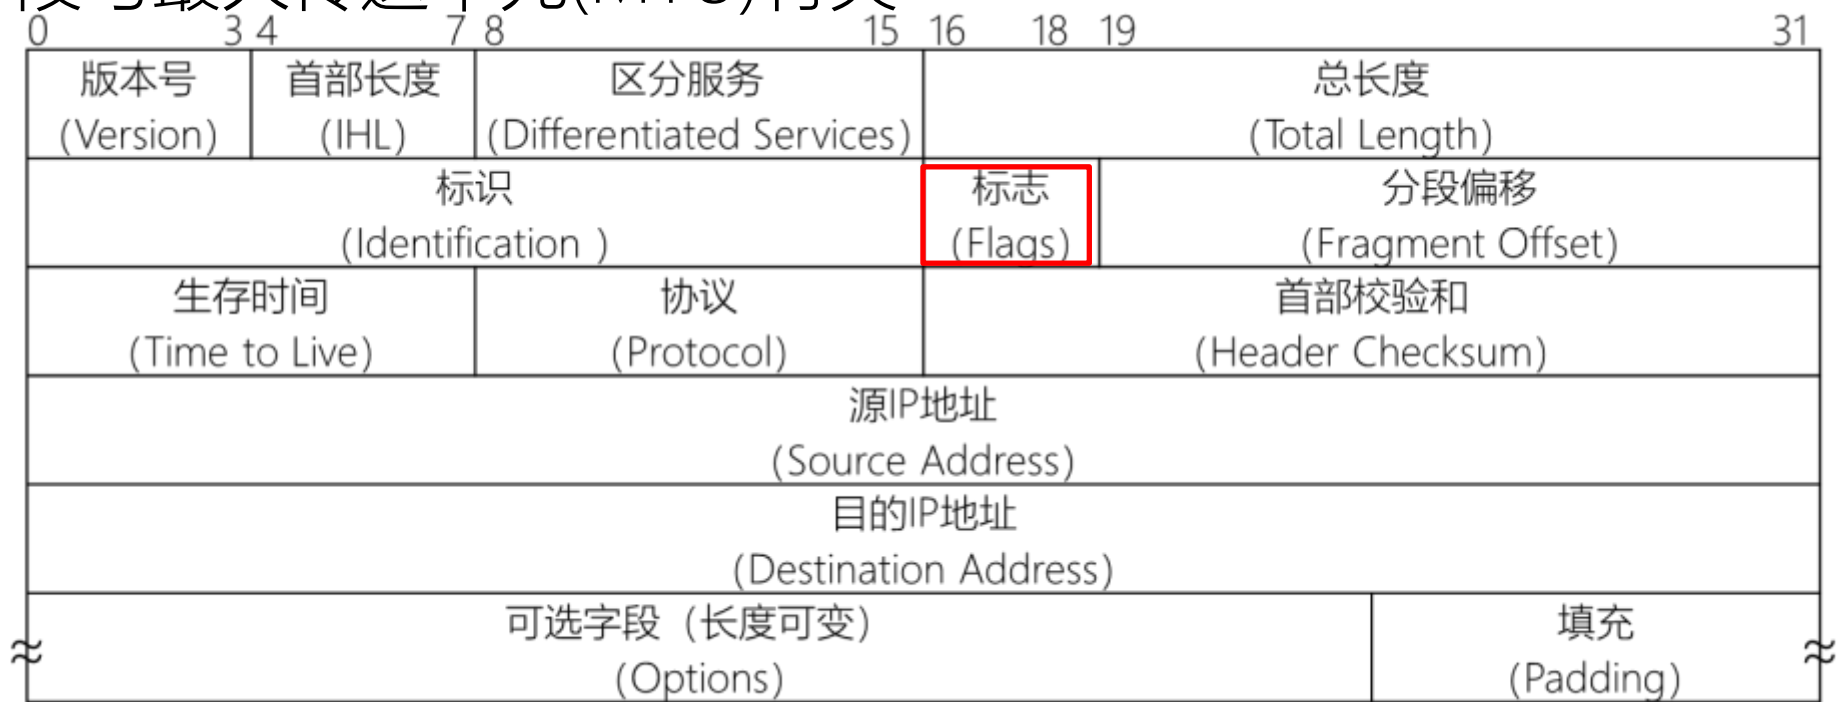 (MTU)有关
0 3 4 7 8 15 16 18 19 31
版本号 首部长度 区分服务 总长度
(Version) (IHL) (Differentiated Services) (Total Length)
标识 标志 分段偏移
(Identification ) (Flags) (Fragment Offset)
生存时间 协议 首部校验和
(Time to Live) (Protocol) (Header Checksum)
源IP地址
(Source Address)
目的IP地址
(Destination Address)
可选字段（长度可变） 填充
(Options) (Padding)